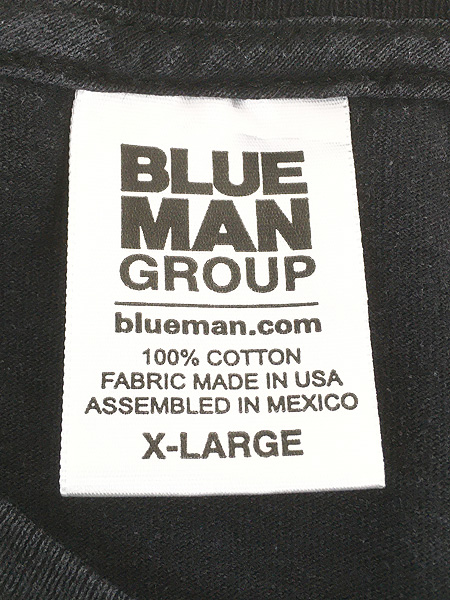 BLUE
MAN
GROUP
blueman.com
100% COTTON
FABRIC MADE IN USA
ASSEMBLED IN MEXICO
X-LARGE